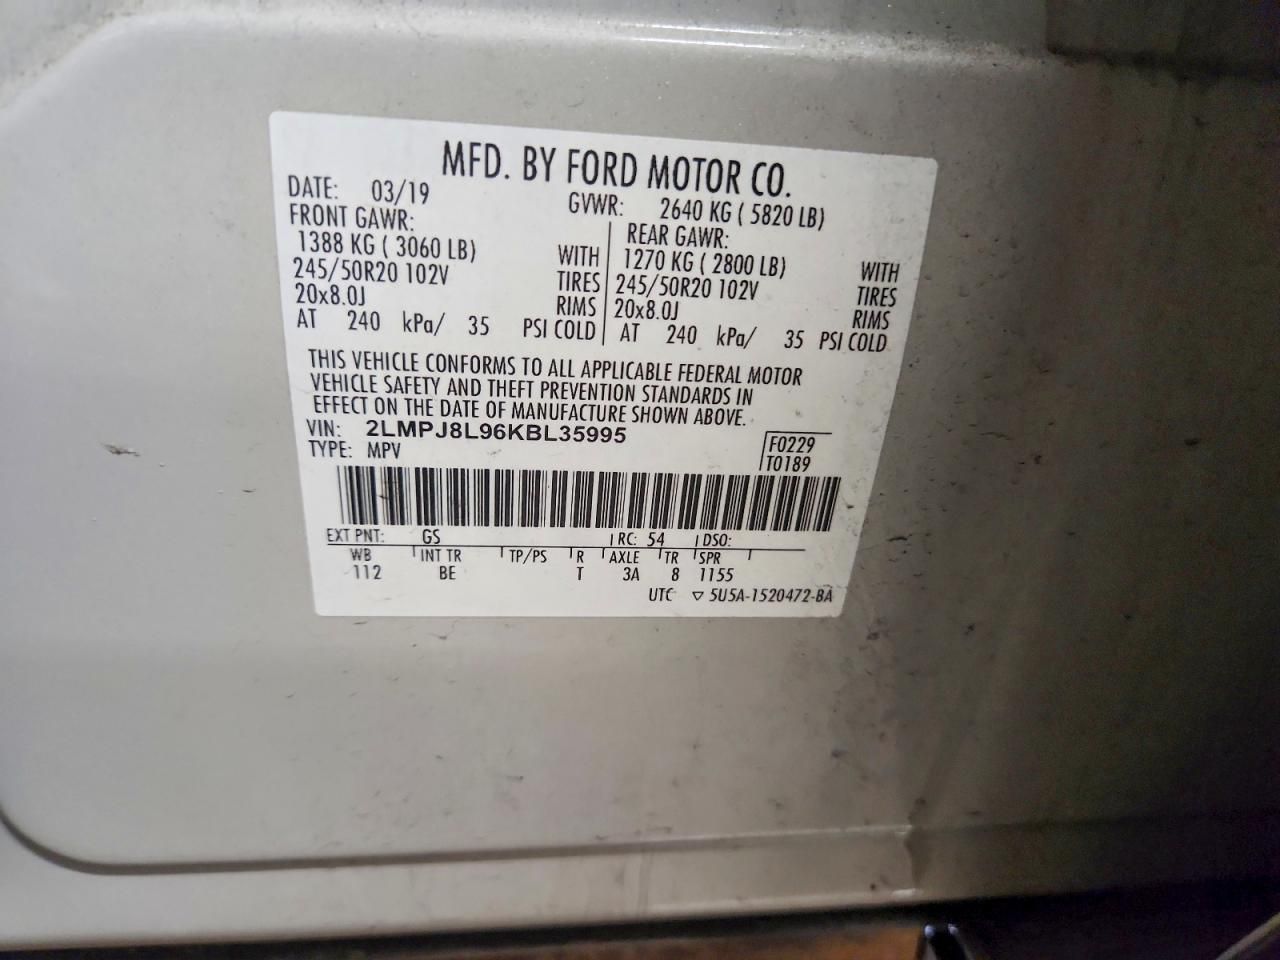 MFD. BY FORD MOTOR CO.
DATE: 03/19 GVWR: 2640 KG ( 5820 LB)
FRONT GAWR: REAR GAWR:
1388 KG ( 3060 LB) WITH 1270 KG ( 2800 LB) WITH
245/50R20 102V TIRES 245/50R20 102V TIRES
20x8.0J RIMS 20x8.0J RIMS
AT 240 kPa/ 35 PSI COLD AT 240 kPa/ 35 PSI COLD
THIS VEHICLE CONFORMS TO ALL APPLICABLE FEDERAL MOTOR
VEHICLE SAFETY AND THEFT PREVENTION STANDARDS IN
EFFECT ON THE DATE OF MANUFACTURE SHOWN ABOVE.
VIN: 2LMPJ8L96KBL35995
TYPE: MPV
F0229
T0189
EXT PNT: GS RC: 54 DSO:
WB INT TR TP/PS R AXLE TR SPR
112 BE T 3A 8 1155
UTC ▽ 5U5A-1520472-BA